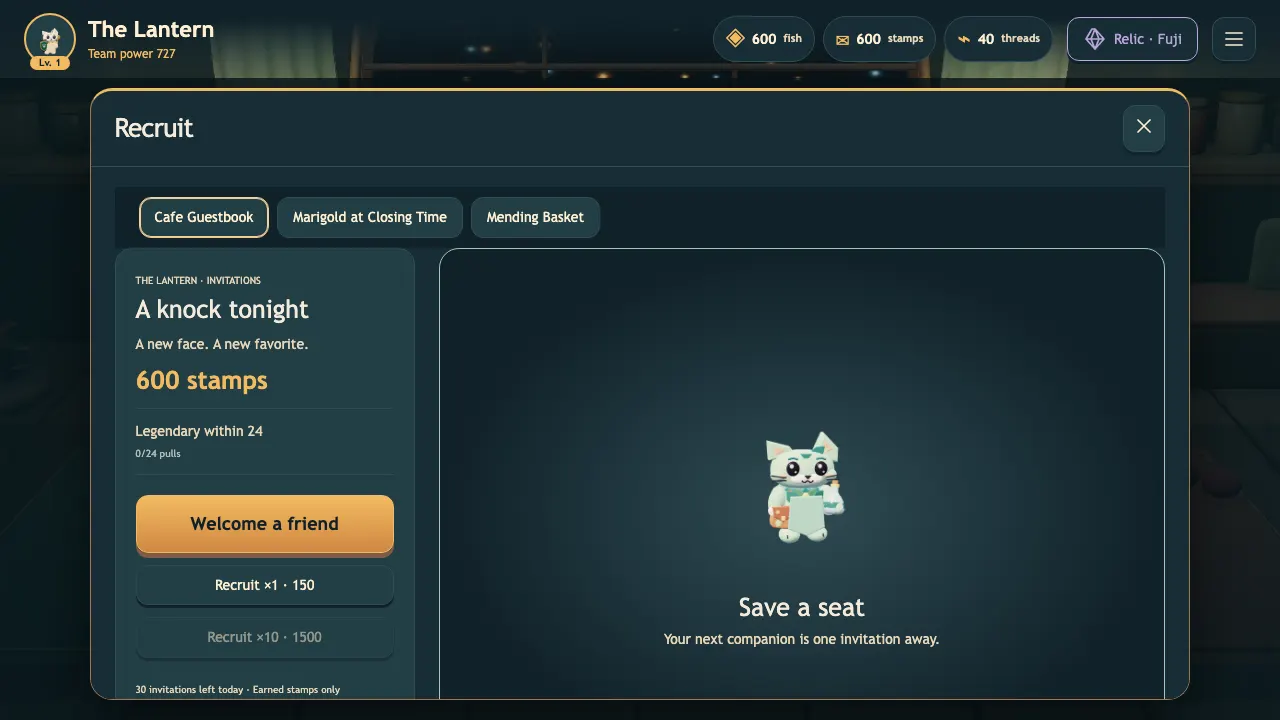 The Lantern
Team power 727
Lv. 1
600 fish
600 stamps
40 threads
Relic · Fuji
Recruit
Cafe Guestbook
Marigold at Closing Time
Mending Basket
THE LANTERN · INVITATIONS
A knock tonight
A new face. A new favorite.
600 stamps
Legendary within 24
0/24 pulls
Welcome a friend
Recruit ×1 · 150
Recruit ×10 · 1500
30 invitations left today · Earned stamps only
Save a seat
Your next companion is one invitation away.